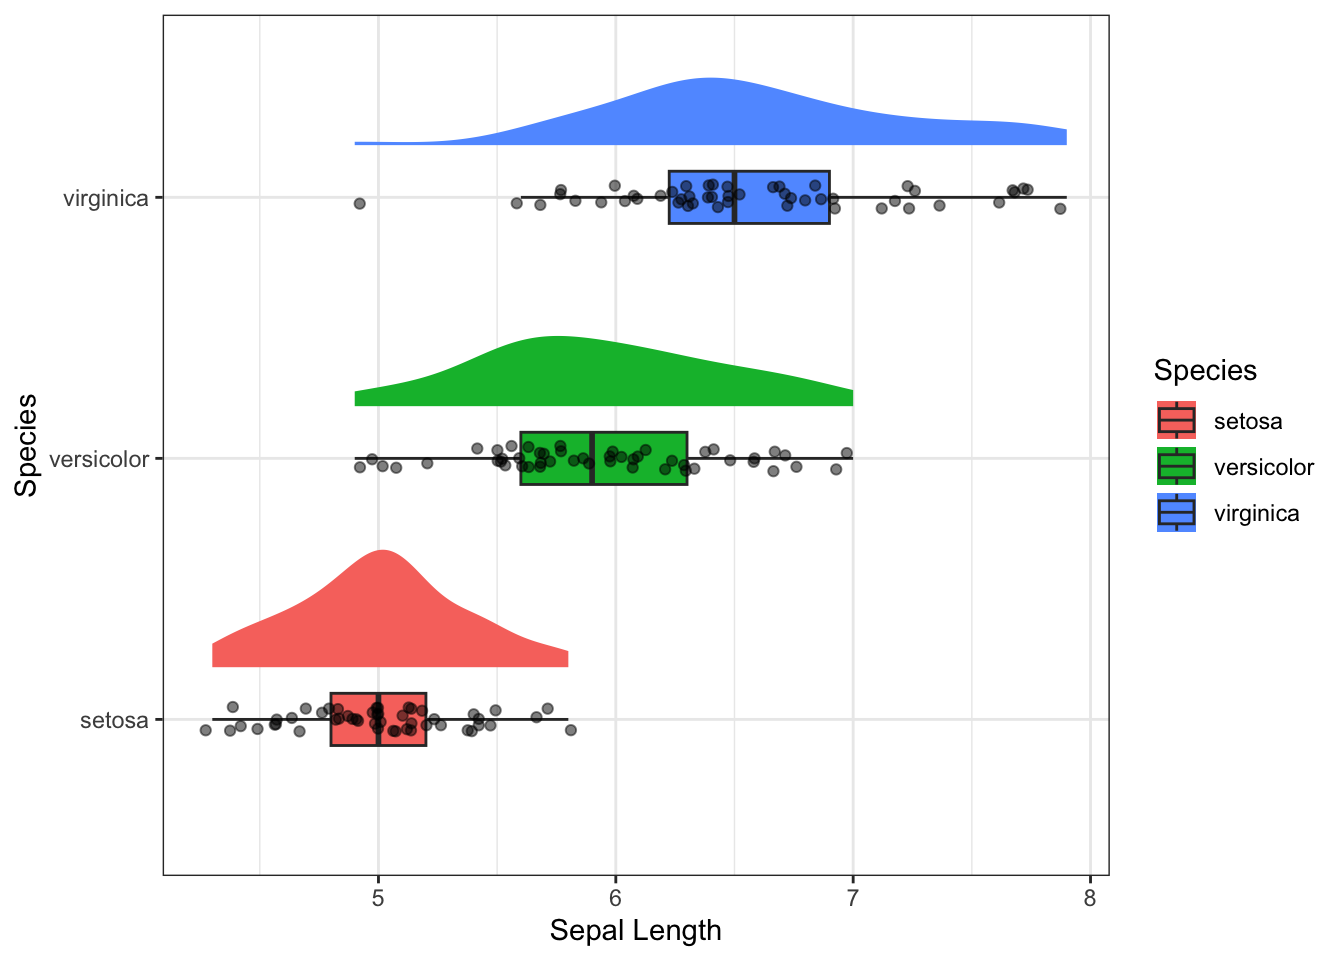 Species
virginica
versicolor
setosa
5
6
7
8
Sepal Length
Species
setosa
versicolor
virginica